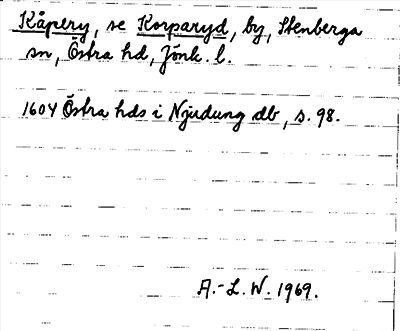 Kåpery, se Korparyd, by, Stenberga
sn, Östra hd, Jönk. l.
1604 Östra hds i Njudung db, s. 98.
A.-L. W. 1969.